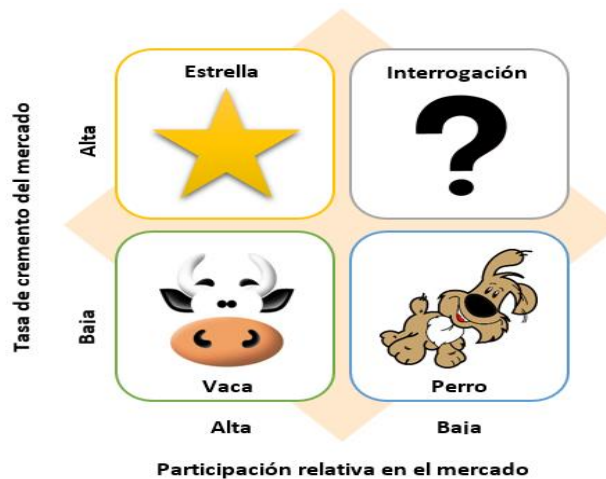 Estrella
Interrogación
?
Tasa de cremento del mercado
Alta
Baja
Vaca
Perro
Alta
Baja
Participación relativa en el mercado